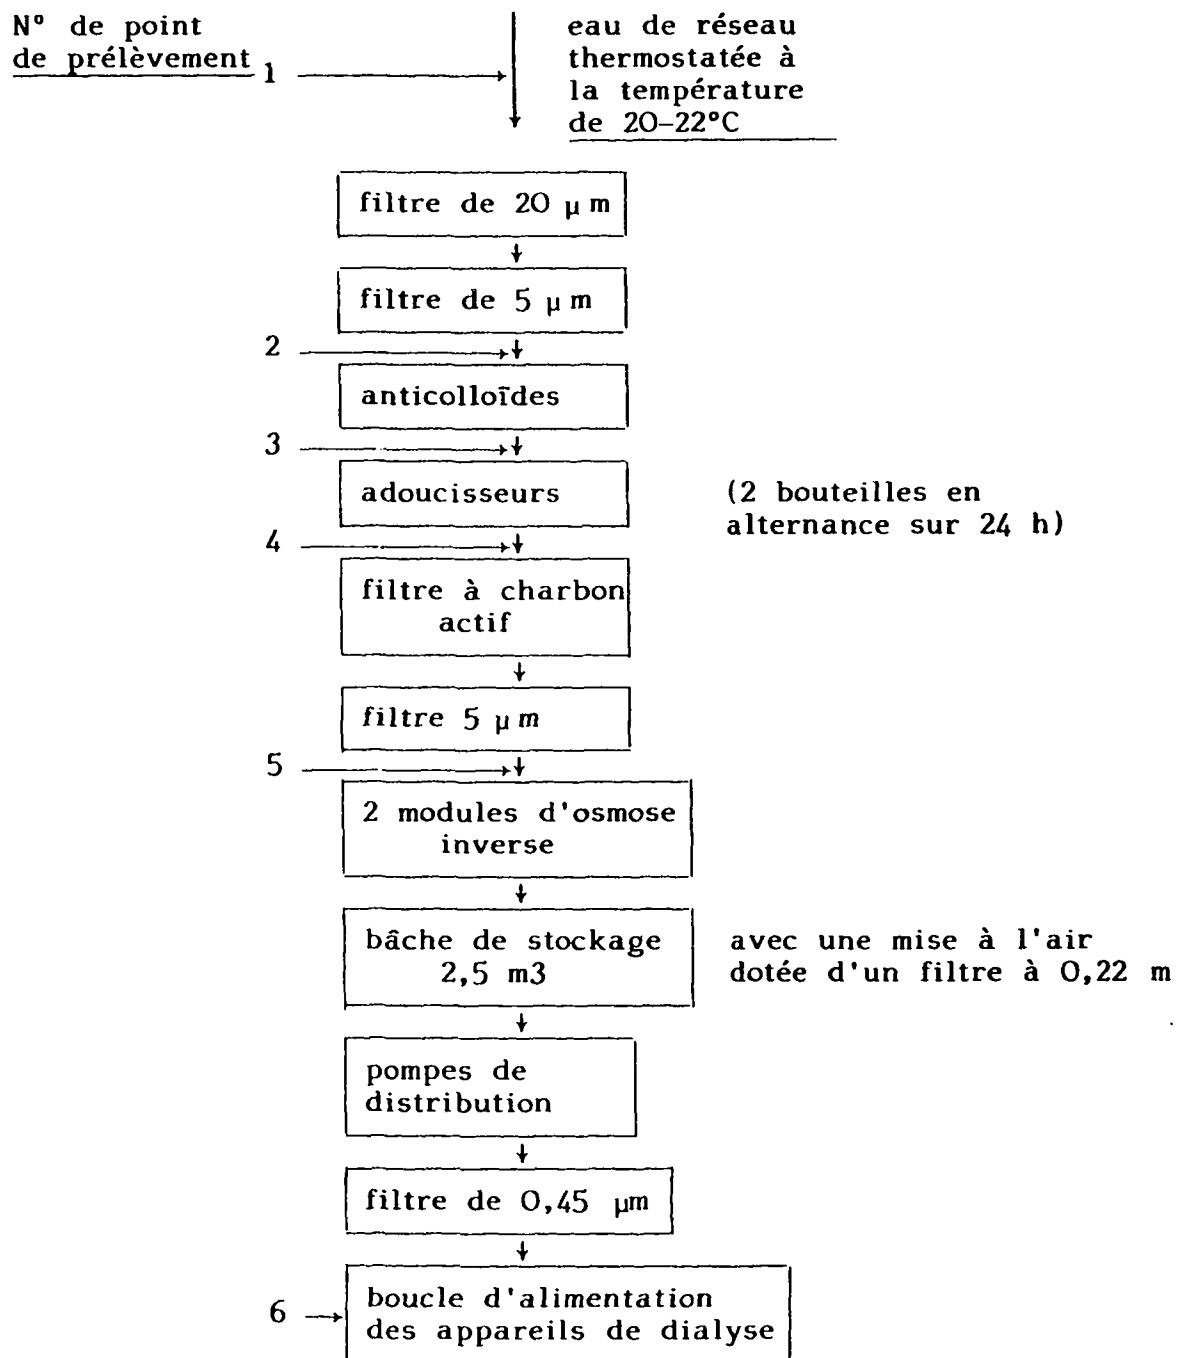 N° de point
de prélèvement
1
eau de réseau
thermostatée à
la température
de 20-22°C
filtre de 20 µm
filtre de 5 µm
2
anticolloïdes
3
adoucisseurs
(2 bouteilles en
alternance sur 24 h)
4
filtre à charbon
actif
filtre 5 µm
5
2 modules d'osmose
inverse
bâche de stockage
2,5 m3
avec une mise à l'air
dotée d'un filtre à 0,22 m
pompes de
distribution
filtre de 0,45 µm
6
boucle d'alimentation
des appareils de dialyse